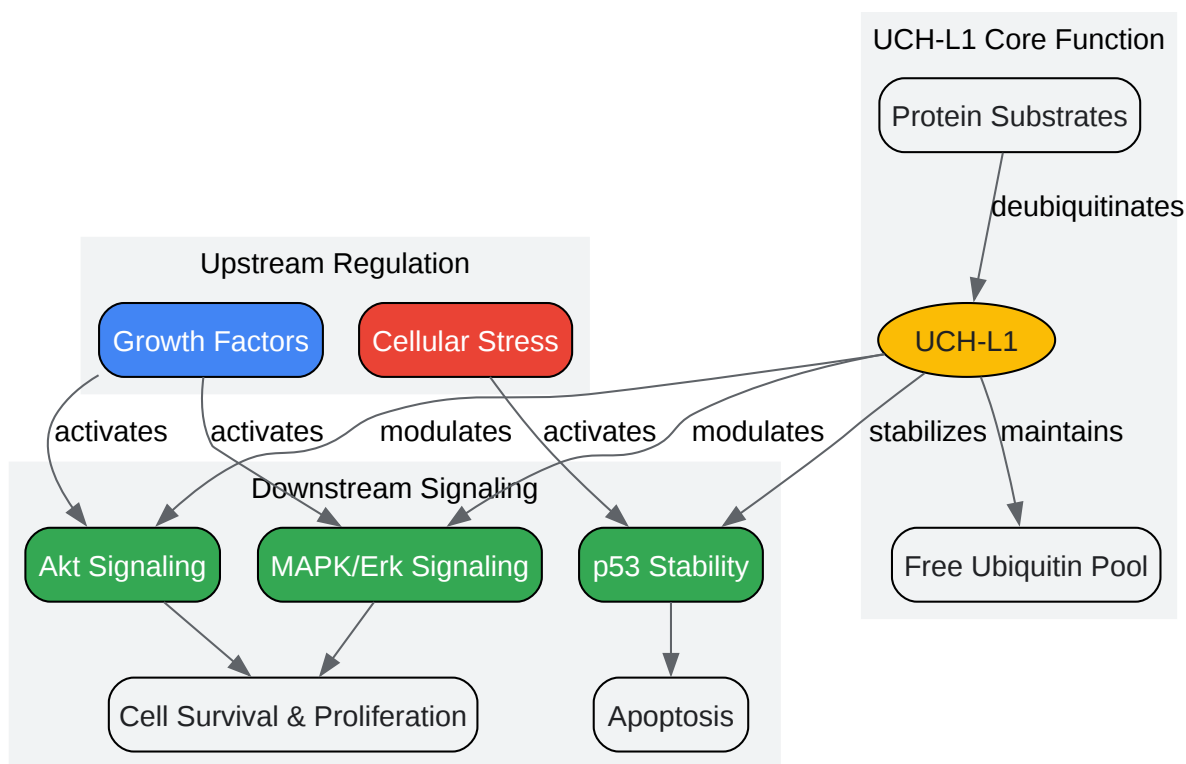 UCH-L1 Core Function
Protein Substrates
deubiquitinates
Upstream Regulation
Growth Factors
Cellular Stress
UCH-L1
activates
activates
modulates
activates
modulates
stabilizes
maintains
Downstream Signaling
Akt Signaling
MAPK/Erk Signaling
p53 Stability
Free Ubiquitin Pool
Cell Survival & Proliferation
Apoptosis